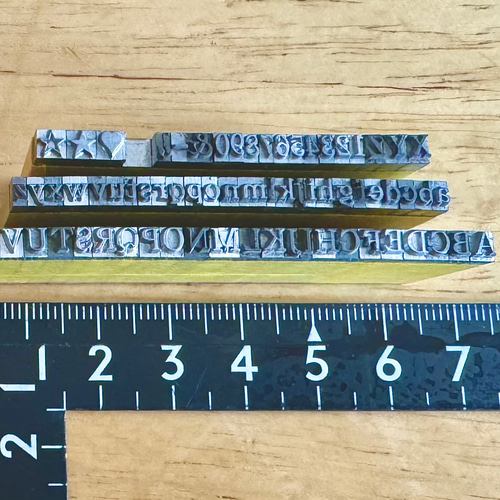 XYZ1234567890&
abcdefghijklmnopqrstuvwxyz
ABCDEFGHIJKLMNOPQRSTUV
1 2 3 4 5 6 7
2